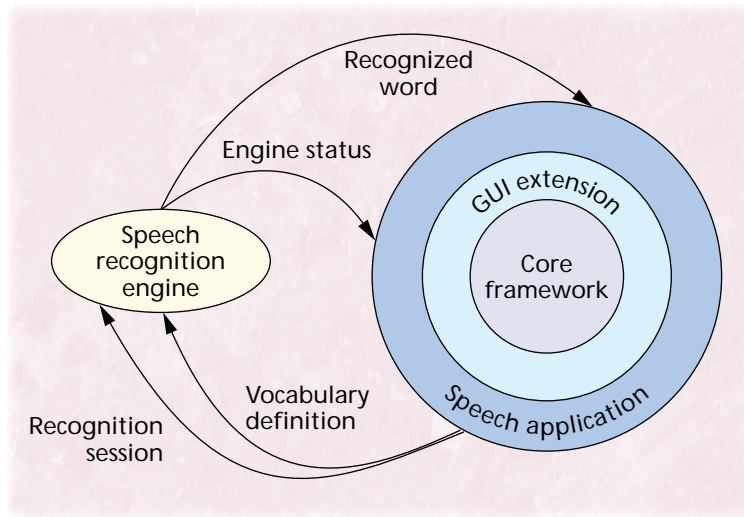 Recognized
word
Engine status
Speech
recognition
engine
GUI extension
Core
framework
Speech application
Vocabulary
definition
Recognition
session